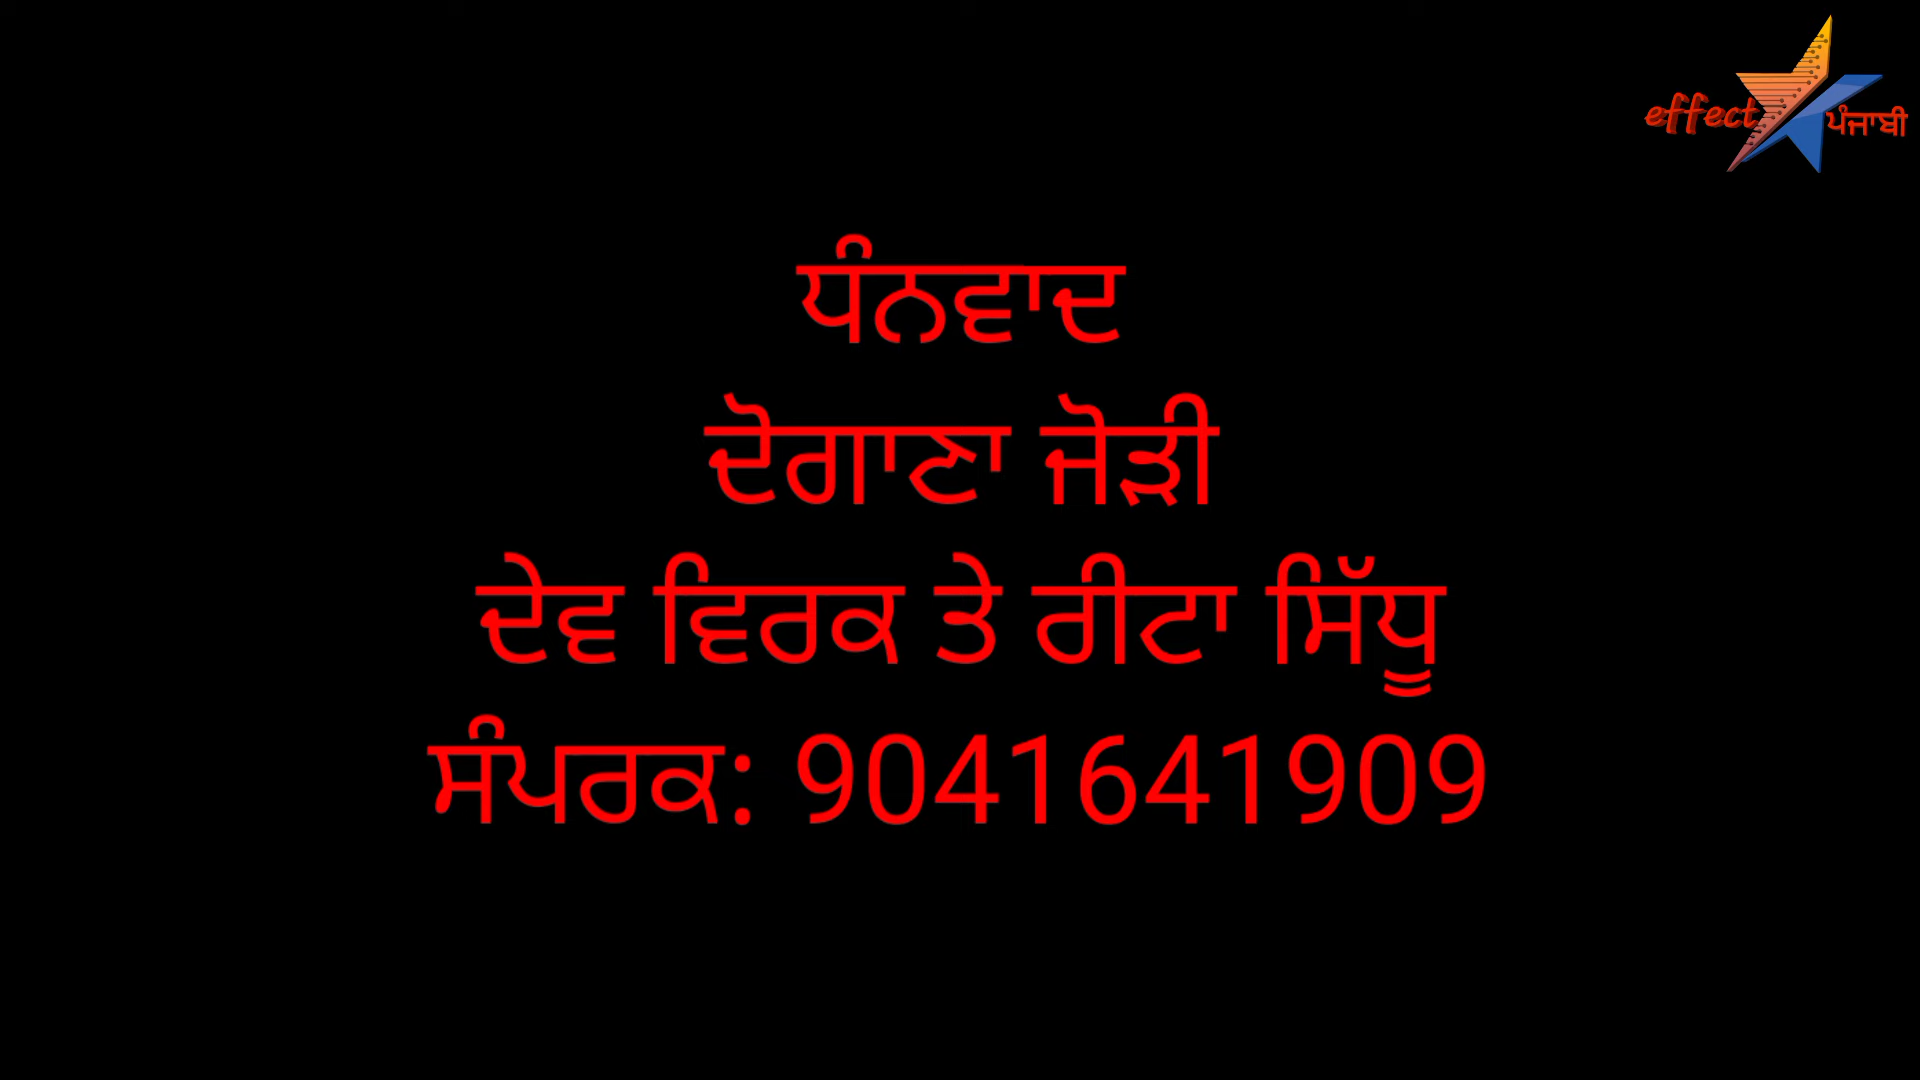 effect ਪੰਜਾਬੀ
ਧੰਨਵਾਦ
ਦੋਗਾਣਾ ਜੋੜੀ
ਦੇਵ ਵਿਰਕ ਤੇ ਰੀਟਾ ਸਿੱਧੂ
ਸੰਪਰਕ: 9041641909